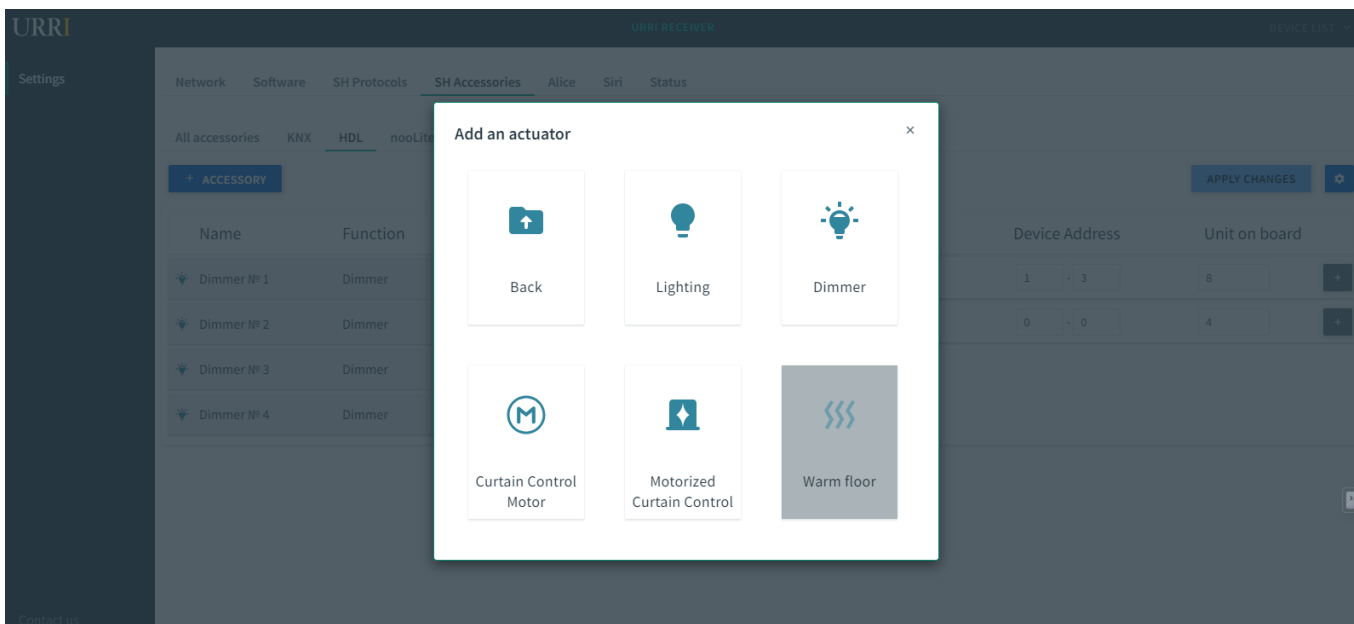 URRI
URRI RECEIVER
DEVICE LIST
Settings
Network Software SH Protocols SH Accessories Alice Siri Status
All accessories KNX HDL nooLite
+ ACCESSORY
APPLY CHANGES
Name Function Device Address Unit on board
Dimmer № 1 Dimmer 1 - 3 8 +
Dimmer № 2 Dimmer 0 - 0 4 +
Dimmer № 3 Dimmer
Dimmer № 4 Dimmer
Contact us
Add an actuator ×
Back Lighting Dimmer
M
Curtain Control
Motor
Motorized
Curtain Control
Warm floor